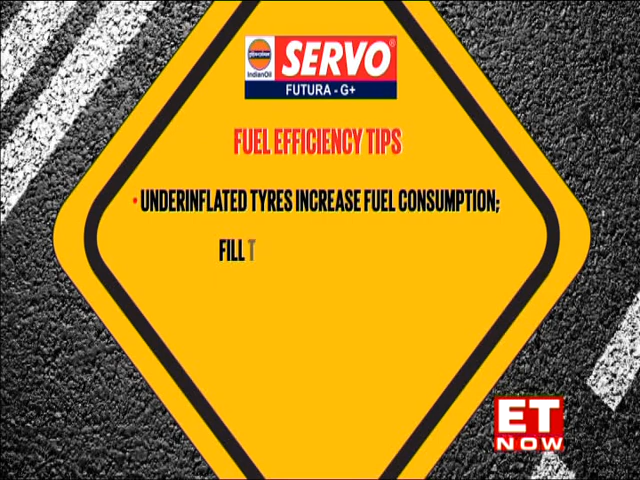 SERVO®
IndianOil
FUTURA - G+
FUEL EFFICIENCY TIPS
• UNDERINFLATED TYRES INCREASE FUEL CONSUMPTION;
FILL T
ET
NOW